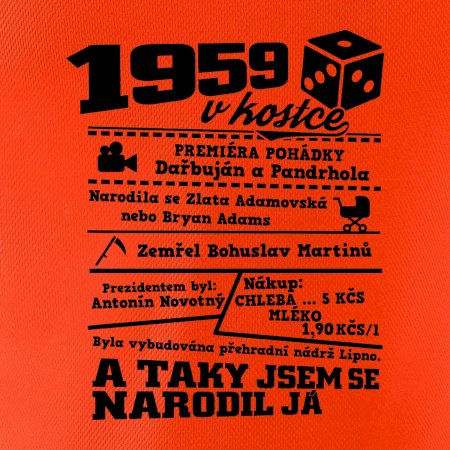 1959
v kostce
PREMIÉRA POHÁDKY
Dařbuján a Pandrhola
Narodila se Zlata Adamovská
nebo Bryan Adams
Zemřel Bohuslav Martinů
Prezidentem byl:
Antonín Novotný
Nákup:
CHLEBA ... 5 KČS
MLÉKO
1,90 KČS/l
Byla vybudována přehradní nádrž Lipno.
A TAKY JSEM SE
NARODIL JÁ